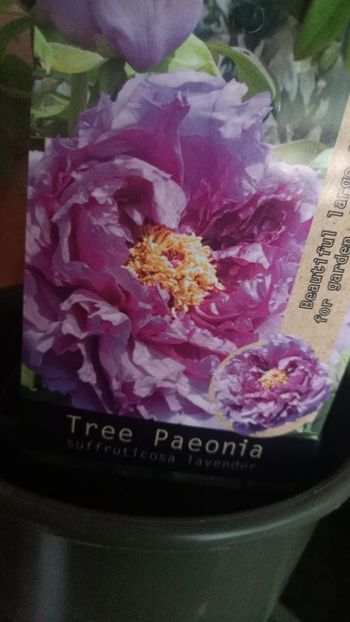 Beautiful large
for garden
Tree Paeonia
suffruticosa lavender